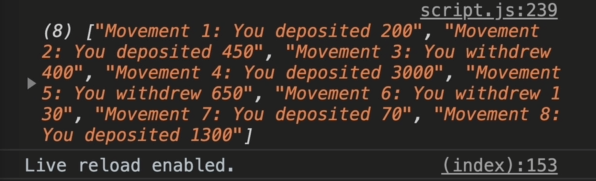 script.js:239
(8) ["Movement 1: You deposited 200", "Movement
2: You deposited 450", "Movement 3: You withdrew
400", "Movement 4: You deposited 3000", "Movement
5: You withdrew 650", "Movement 6: You withdrew 1
30", "Movement 7: You deposited 70", "Movement 8:
You deposited 1300"]
Live reload enabled. (index):153